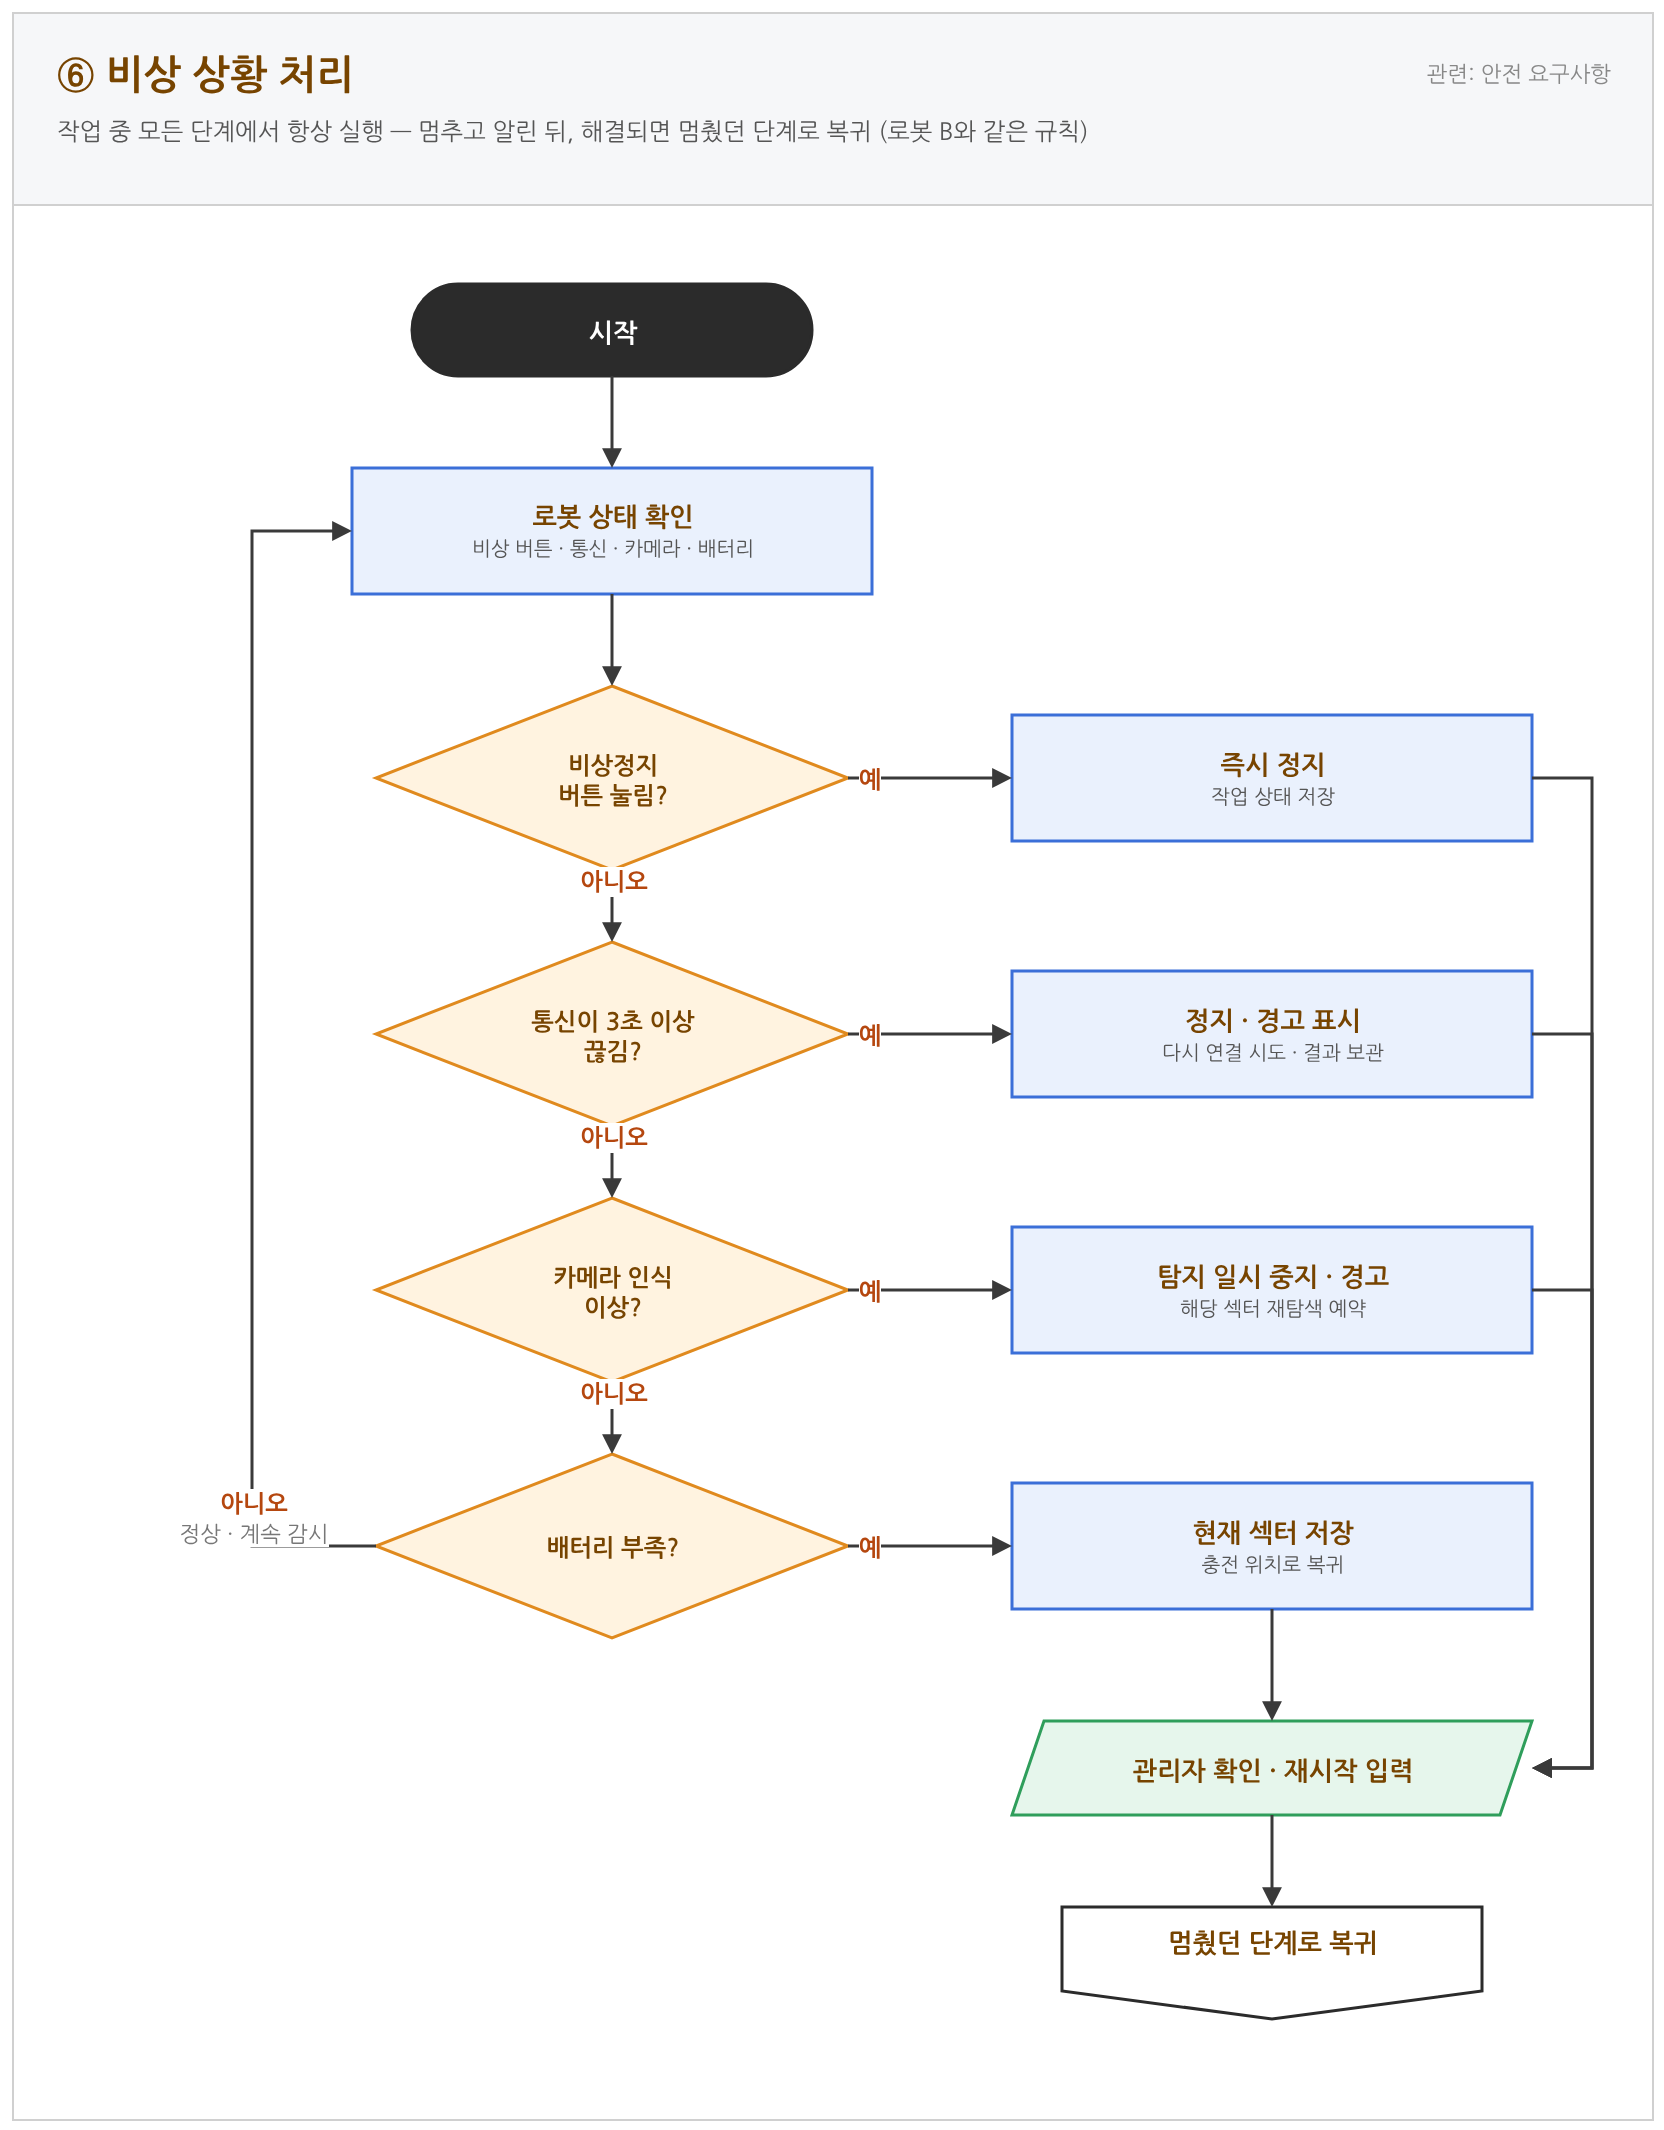 ⑥ 비상 상황 처리
관련: 안전 요구사항
작업 중 모든 단계에서 항상 실행 — 멈추고 알린 뒤, 해결되면 멈췄던 단계로 복귀 (로봇 B와 같은 규칙)
시작
로봇 상태 확인
비상 버튼 · 통신 · 카메라 · 배터리
비상정지
버튼 눌림?
예
즉시 정지
작업 상태 저장
아니오
통신이 3초 이상
끊김?
예
정지 · 경고 표시
다시 연결 시도 · 결과 보관
아니오
카메라 인식
이상?
예
탐지 일시 중지 · 경고
해당 섹터 재탐색 예약
아니오
배터리 부족?
예
현재 섹터 저장
충전 위치로 복귀
아니오
정상 · 계속 감시
관리자 확인 · 재시작 입력
멈췄던 단계로 복귀